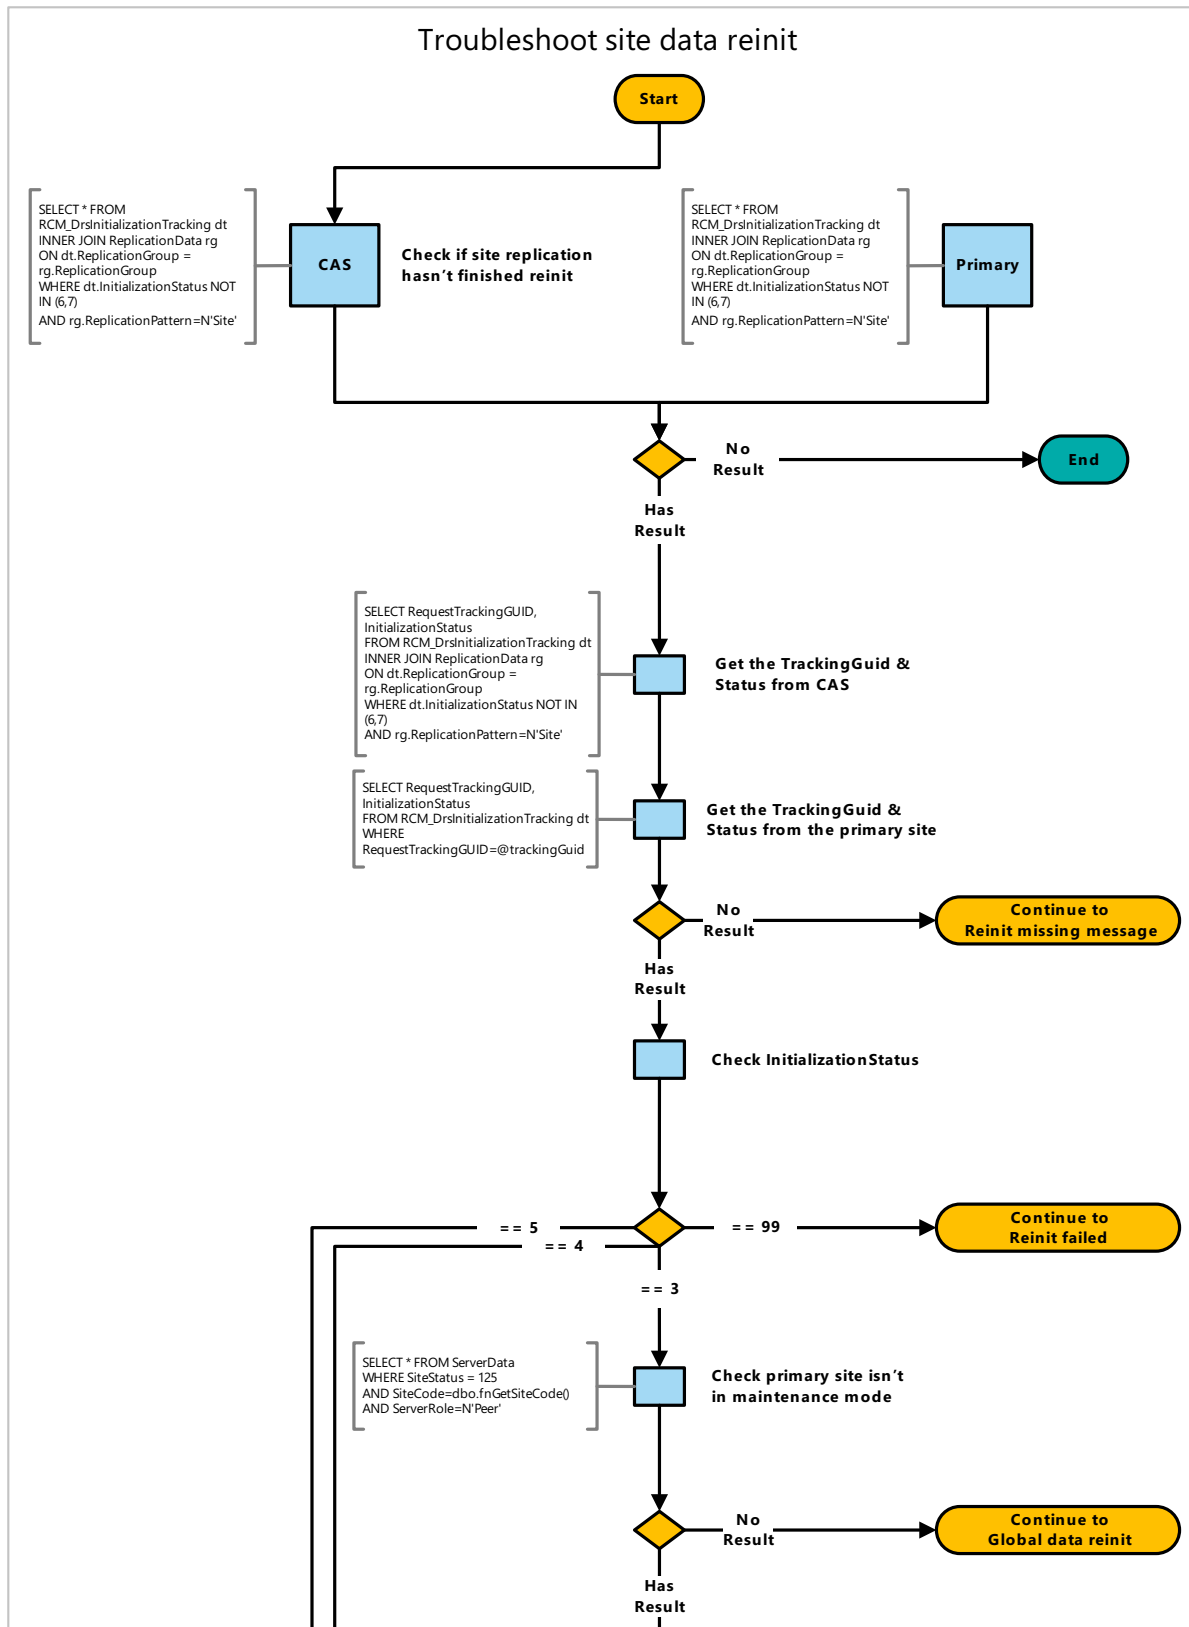 Troubleshoot site data reinit
Start
SELECT * FROM
RCM_DrsInitializationTracking dt
INNER JOIN ReplicationData rg
ON dt.ReplicationGroup =
rg.ReplicationGroup
WHERE dt.InitializationStatus NOT
IN (6,7)
AND rg.ReplicationPattern=N'Site'
CAS
Check if site replication
hasn't finished reinit
SELECT * FROM
RCM_DrsInitializationTracking dt
INNER JOIN ReplicationData rg
ON dt.ReplicationGroup =
rg.ReplicationGroup
WHERE dt.InitializationStatus NOT
IN (6,7)
AND rg.ReplicationPattern=N'Site'
Primary
No
Result
End
Has
Result
SELECT RequestTrackingGUID,
InitializationStatus
FROM RCM_DrsInitializationTracking dt
INNER JOIN ReplicationData rg
ON dt.ReplicationGroup =
rg.ReplicationGroup
WHERE dt.InitializationStatus NOT IN
(6,7)
AND rg.ReplicationPattern=N'Site'
Get the TrackingGuid &
Status from CAS
SELECT RequestTrackingGUID,
InitializationStatus
FROM RCM_DrsInitializationTracking dt
WHERE
RequestTrackingGUID=@trackingGuid
Get the TrackingGuid &
Status from the primary site
No
Result
Continue to
Reinit missing message
Has
Result
Check InitializationStatus
== 5
== 99
Continue to
Reinit failed
== 4
== 3
SELECT * FROM ServerData
WHERE SiteStatus = 125
AND SiteCode=dbo.fnGetSiteCode()
AND ServerRole=N'Peer'
Check primary site isn't
in maintenance mode
No
Result
Continue to
Global data reinit
Has
Result